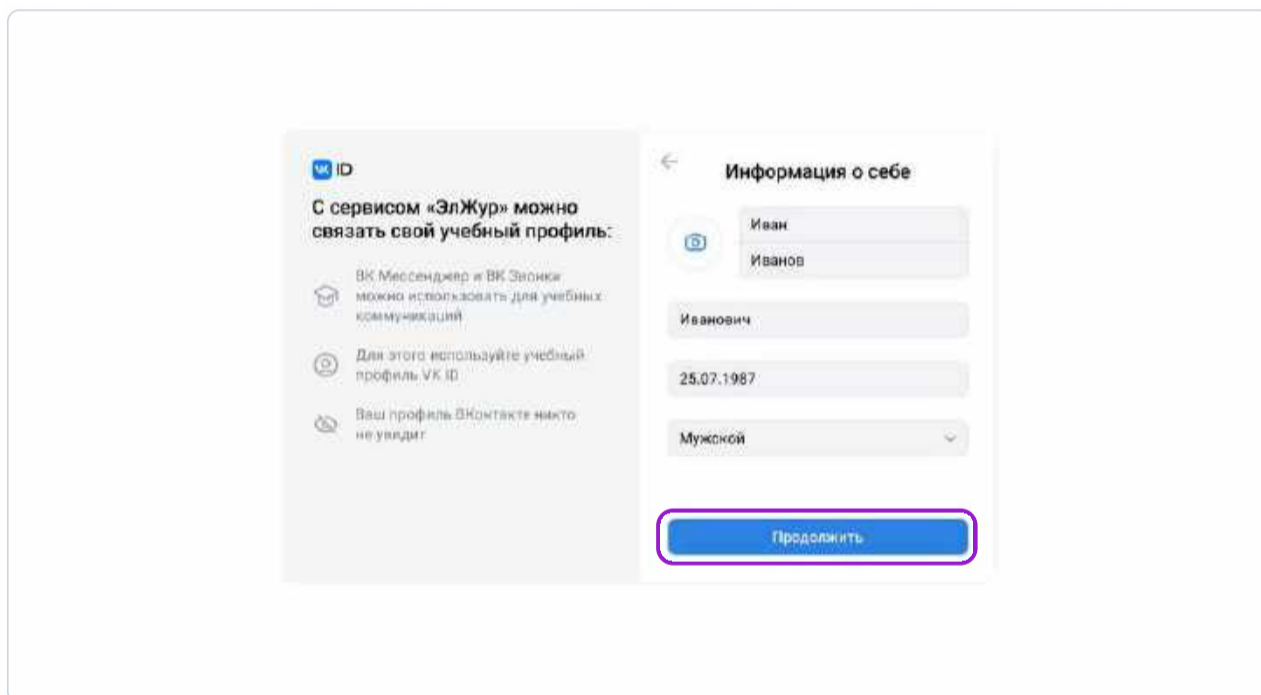 VK ID
С сервисом «ЭлЖур» можно
связать свой учебный профиль:
ВК Мессенджер и ВК Звонки
можно использовать для учебных
коммуникаций
Для этого используйте учебный
профиль VK ID
Ваш профиль ВКонтакте никто
не увидит
Информация о себе
Иван
Иванов
Иванович
25.07.1987
Мужской
Продолжить